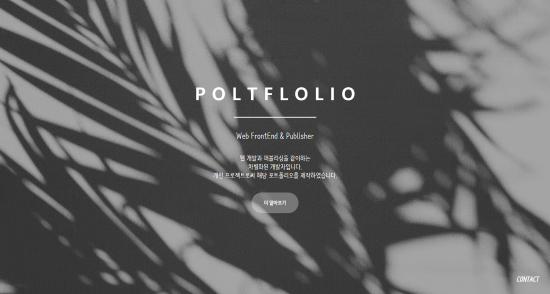 POLTFLOLIO
Web FrontEnd & Publisher
웹 개발과 퍼블리싱을 같이하는
차별화된 개발자입니다.
개인 프로젝트로써 해당 포트폴리오를 제작하였습니다.
더 알아보기
CONTACT